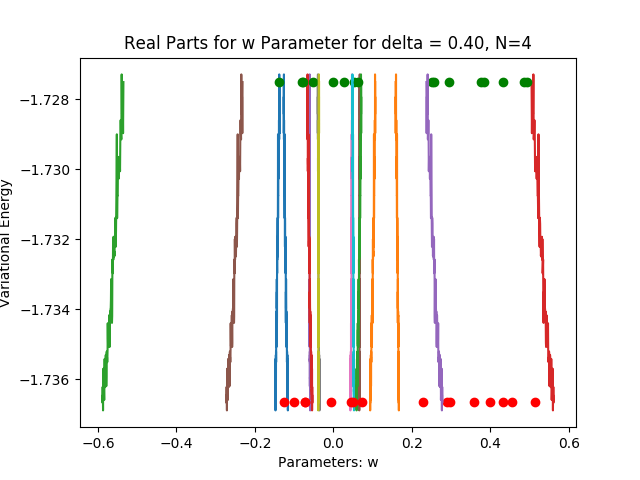 Real Parts for w Parameter for delta = 0.40, N=4
Variational Energy
−1.728
−1.730
−1.732
−1.734
−1.736
−0.6 −0.4 −0.2 0.0 0.2 0.4 0.6
Parameters: w